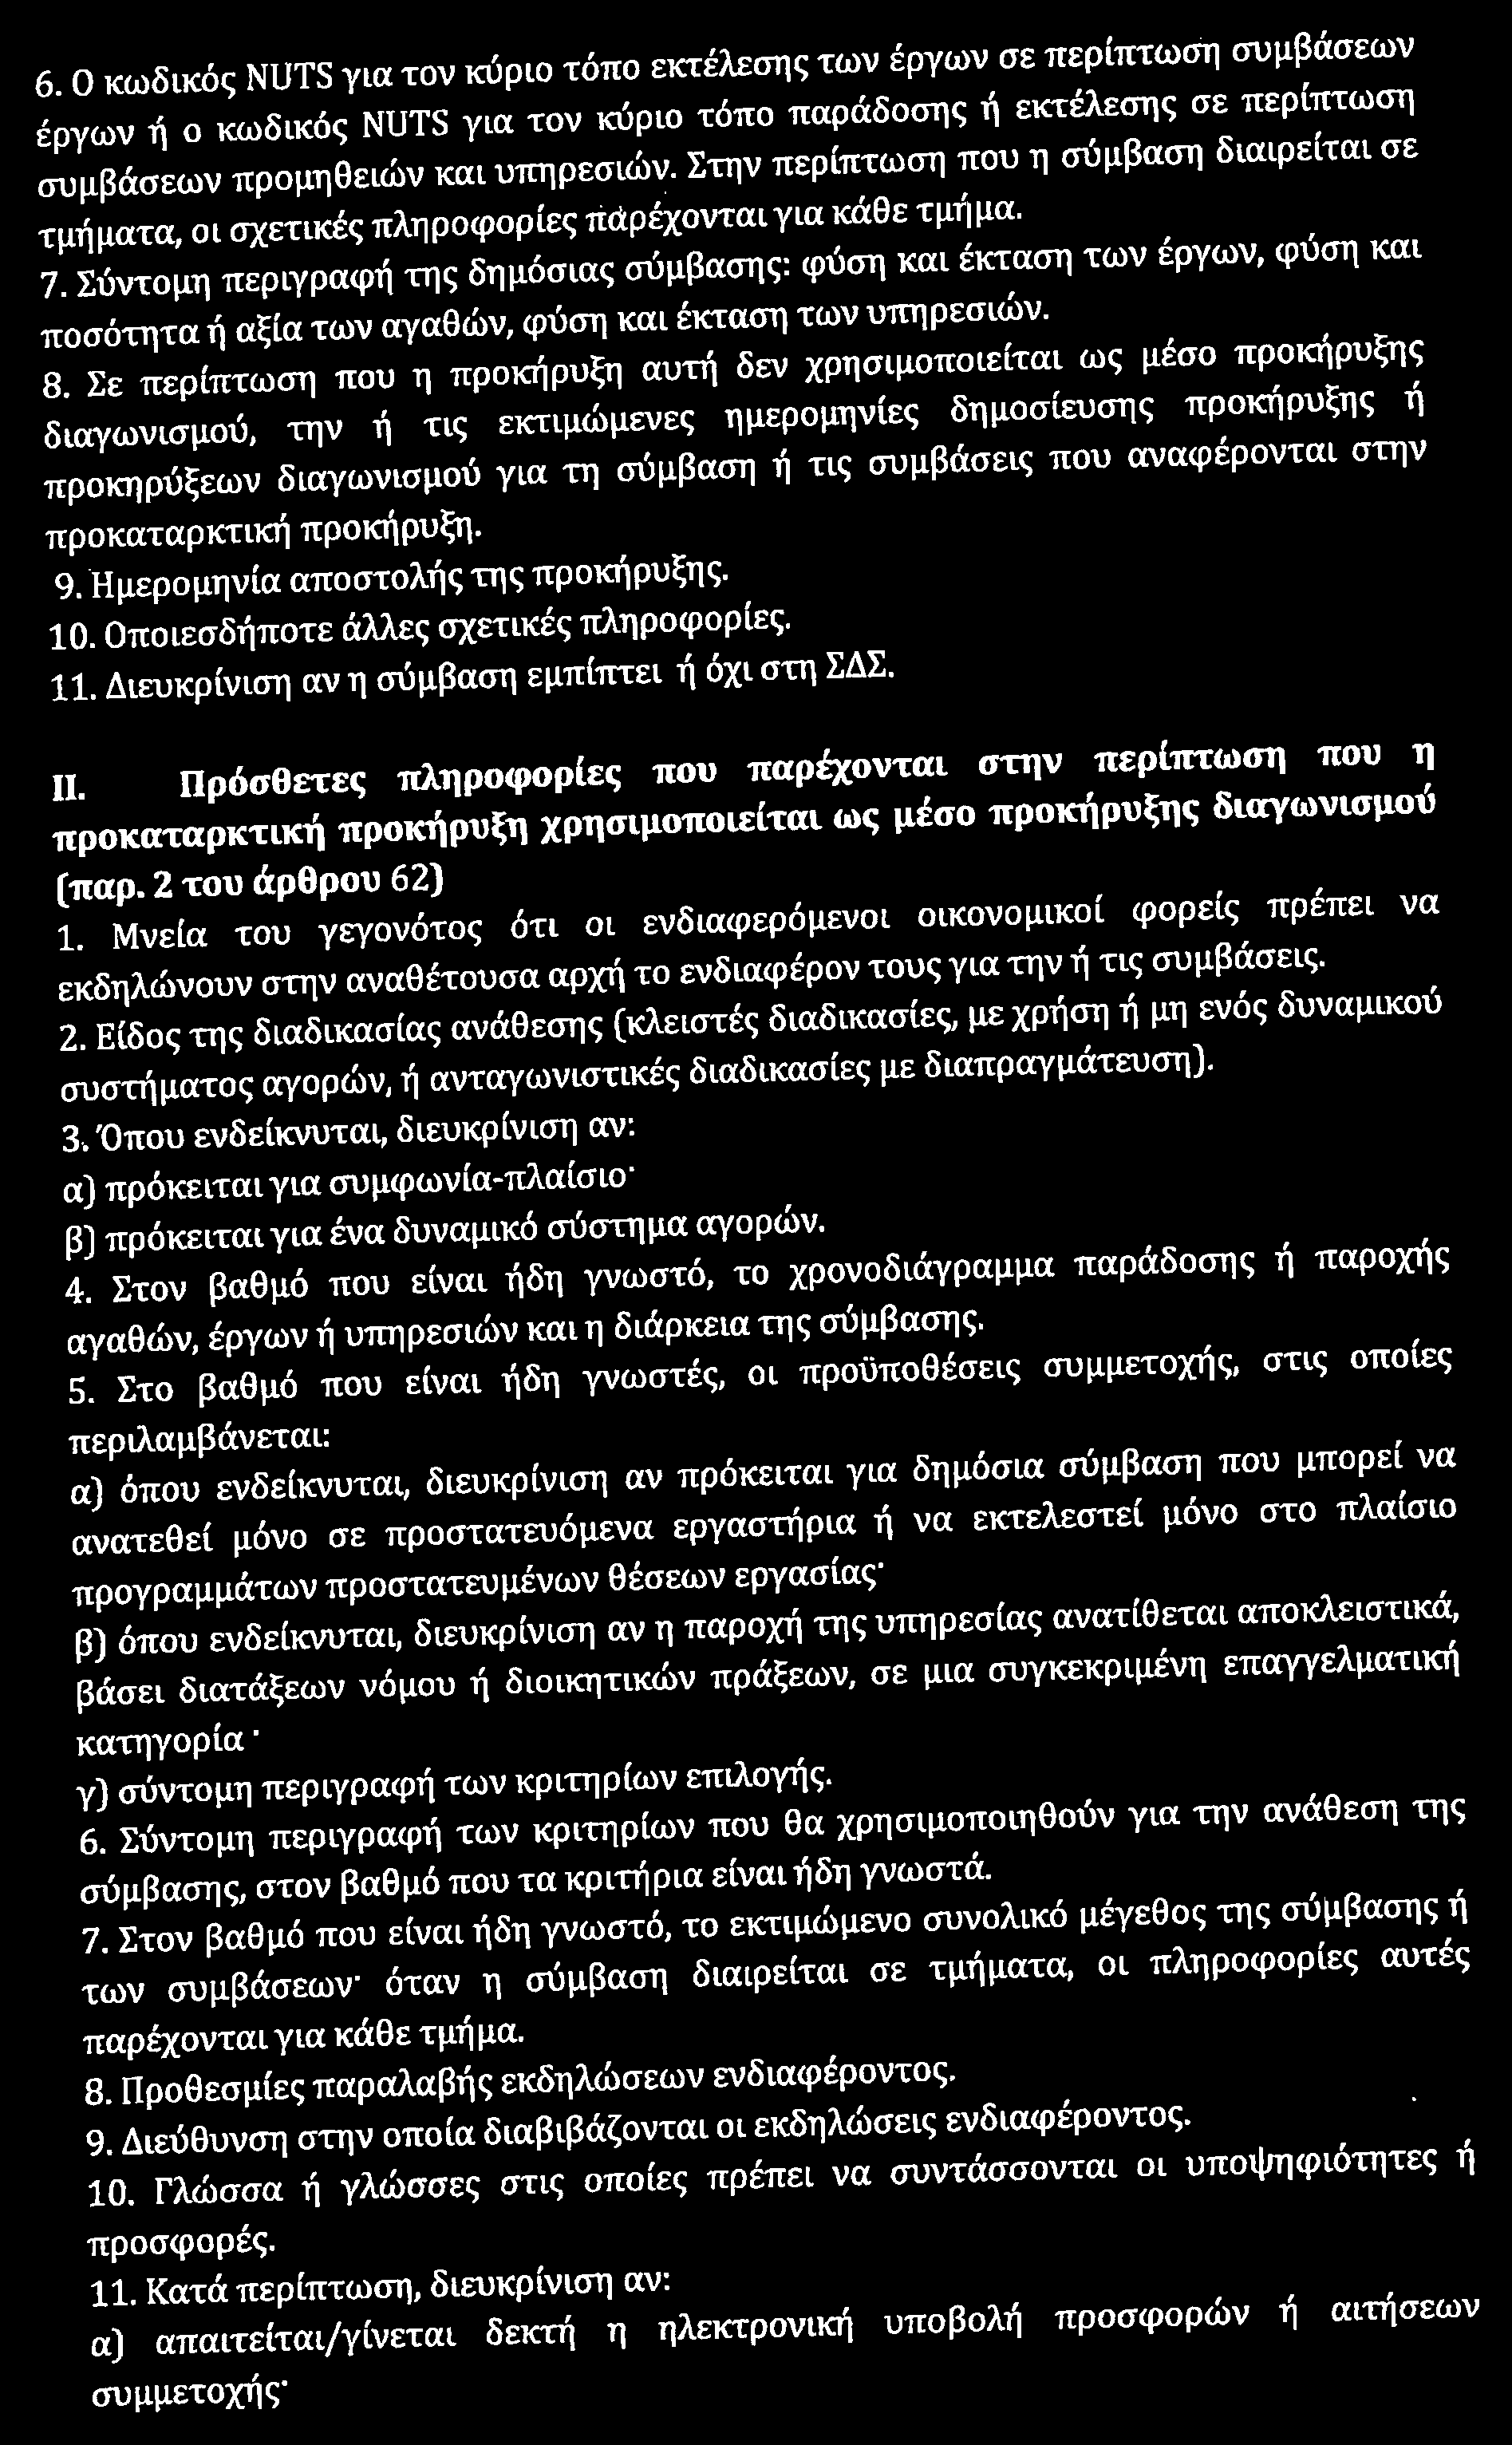 6. Ο κωδικός NUTS για τον κύριο τόπο εκτέλεσης των έργων σε περίπτωση συμβάσεων
έργων ή ο κωδικός NUTS για τον κύριο τόπο παράδοσης ή εκτέλεσης σε περίπτωση
συμβάσεων προμηθειών και υπηρεσιών. Στην περίπτωση που η σύμβαση διαιρείται σε
τμήματα, οι σχετικές πληροφορίες παρέχονται για κάθε τμήμα.
7. Σύντομη περιγραφή της δημόσιας σύμβασης: φύση και έκταση των έργων, φύση και
ποσότητα ή αξία των αγαθών, φύση και έκταση των υπηρεσιών.
8. Σε περίπτωση που η προκήρυξη αυτή δεν χρησιμοποιείται ως μέσο προκήρυξης
διαγωνισμού, την ή τις εκτιμώμενες ημερομηνίες δημοσίευσης προκήρυξης ή
προκηρύξεων διαγωνισμού για τη σύμβαση ή τις συμβάσεις που αναφέρονται στην
προκαταρκτική προκήρυξη.
9. Ημερομηνία αποστολής της προκήρυξης.
10. Οποιεσδήποτε άλλες σχετικές πληροφορίες.
11. Διευκρίνιση αν η σύμβαση εμπίπτει ή όχι στη ΣΔΣ.
II. Πρόσθετες πληροφορίες που παρέχονται στην περίπτωση που η
προκαταρκτική προκήρυξη χρησιμοποιείται ως μέσο προκήρυξης διαγωνισμού
(παρ. 2 του άρθρου 62)
1. Μνεία του γεγονότος ότι οι ενδιαφερόμενοι οικονομικοί φορείς πρέπει να
εκδηλώνουν στην αναθέτουσα αρχή το ενδιαφέρον τους για την ή τις συμβάσεις.
2. Είδος της διαδικασίας ανάθεσης (κλειστές διαδικασίες, με χρήση ή μη ενός δυναμικού
συστήματος αγορών, ή ανταγωνιστικές διαδικασίες με διαπραγμάτευση).
3. Όπου ενδείκνυται, διευκρίνιση αν:
α) πρόκειται για συμφωνία-πλαίσιο·
β) πρόκειται για ένα δυναμικό σύστημα αγορών.
4. Στον βαθμό που είναι ήδη γνωστό, το χρονοδιάγραμμα παράδοσης ή παροχής
αγαθών, έργων ή υπηρεσιών και η διάρκεια της σύμβασης.
5. Στο βαθμό που είναι ήδη γνωστές, οι προϋποθέσεις συμμετοχής, στις οποίες
περιλαμβάνεται:
α) όπου ενδείκνυται, διευκρίνιση αν πρόκειται για δημόσια σύμβαση που μπορεί να
ανατεθεί μόνο σε προστατευόμενα εργαστήρια ή να εκτελεστεί μόνο στο πλαίσιο
προγραμμάτων προστατευμένων θέσεων εργασίας·
β) όπου ενδείκνυται, διευκρίνιση αν η παροχή της υπηρεσίας ανατίθεται αποκλειστικά,
βάσει διατάξεων νόμου ή διοικητικών πράξεων, σε μια συγκεκριμένη επαγγελματική
κατηγορία ·
γ) σύντομη περιγραφή των κριτηρίων επιλογής.
6. Σύντομη περιγραφή των κριτηρίων που θα χρησιμοποιηθούν για την ανάθεση της
σύμβασης, στον βαθμό που τα κριτήρια είναι ήδη γνωστά.
7. Στον βαθμό που είναι ήδη γνωστό, το εκτιμώμενο συνολικό μέγεθος της σύμβασης ή
των συμβάσεων· όταν η σύμβαση διαιρείται σε τμήματα, οι πληροφορίες αυτές
παρέχονται για κάθε τμήμα.
8. Προθεσμίες παραλαβής εκδηλώσεων ενδιαφέροντος.
9. Διεύθυνση στην οποία διαβιβάζονται οι εκδηλώσεις ενδιαφέροντος.
10. Γλώσσα ή γλώσσες στις οποίες πρέπει να συντάσσονται οι υποψηφιότητες ή
προσφορές.
11. Κατά περίπτωση, διευκρίνιση αν:
α) απαιτείται/γίνεται δεκτή η ηλεκτρονική υποβολή προσφορών ή αιτήσεων
συμμετοχής·